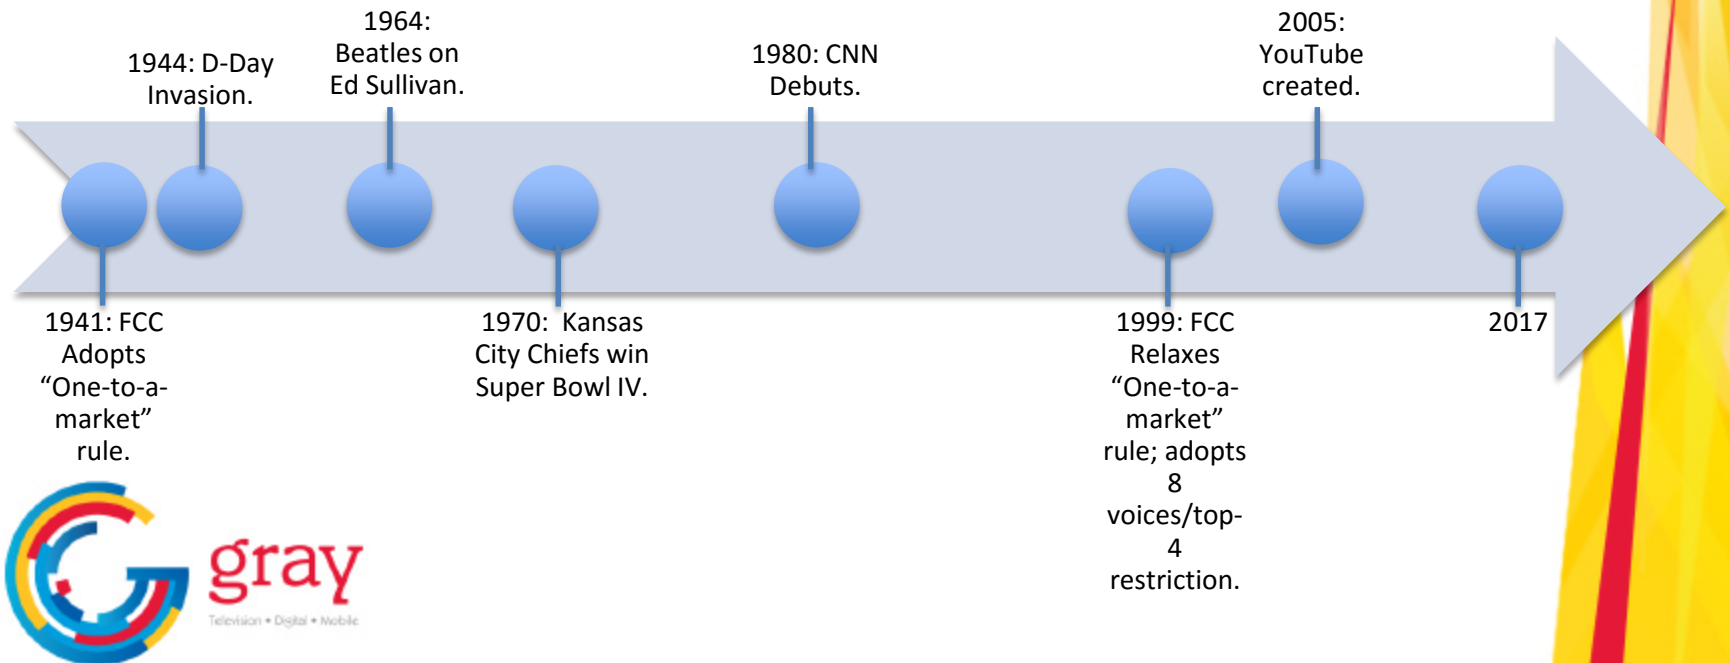 1964:
Beatles on
Ed Sullivan.
1944: D-Day
Invasion.
1980: CNN
Debuts.
2005:
YouTube
created.
1941: FCC
Adopts
“One-to-a-
market”
rule.
1970:  Kansas
City Chiefs win
Super Bowl IV.
1999: FCC
Relaxes
“One-to-a-
market”
rule; adopts
8
voices/top-
4
restriction.
2017
gray
Television • Digital • Mobile